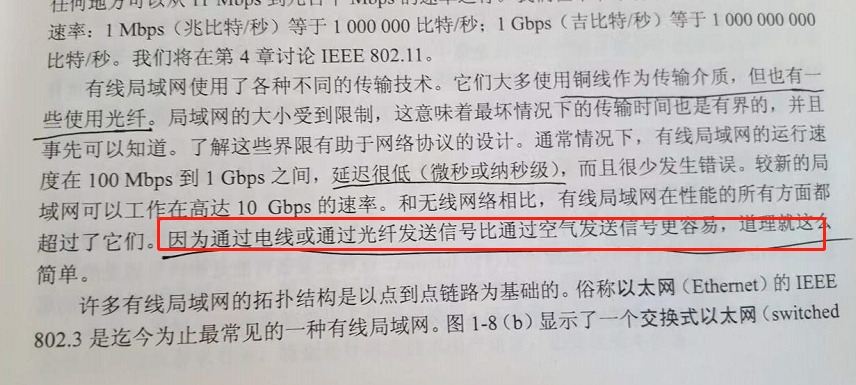 任何地方可以从 11 Mbps 到几百
速率：1 Mbps（兆比特/秒）等于 1 000 000 比特/秒；1 Gbps（吉比特/秒）等于 1 000 000 000
比特/秒。我们将在第 4 章讨论 IEEE 802.11。
有线局域网使用了各种不同的传输技术。它们大多使用铜线作为传输介质，但也有一
些使用光纤。局域网的大小受到限制，这意味着最坏情况下的传输时间也是有界的，并且
事先可以知道。了解这些界限有助于网络协议的设计。通常情况下，有线局域网的运行速
度在 100 Mbps 到 1 Gbps 之间，延迟很低（微秒或纳秒级），而且很少发生错误。较新的局
域网可以工作在高达 10 Gbps 的速率。和无线网络相比，有线局域网在性能的所有方面都
超过了它们。因为通过电线或通过光纤发送信号比通过空气发送信号更容易，道理就这么
简单。
许多有线局域网的拓扑结构是以点到点链路为基础的。俗称以太网（Ethernet）的 IEEE
802.3 是迄今为止最常见的一种有线局域网。图 1-8（b）显示了一个交换式以太网（switched